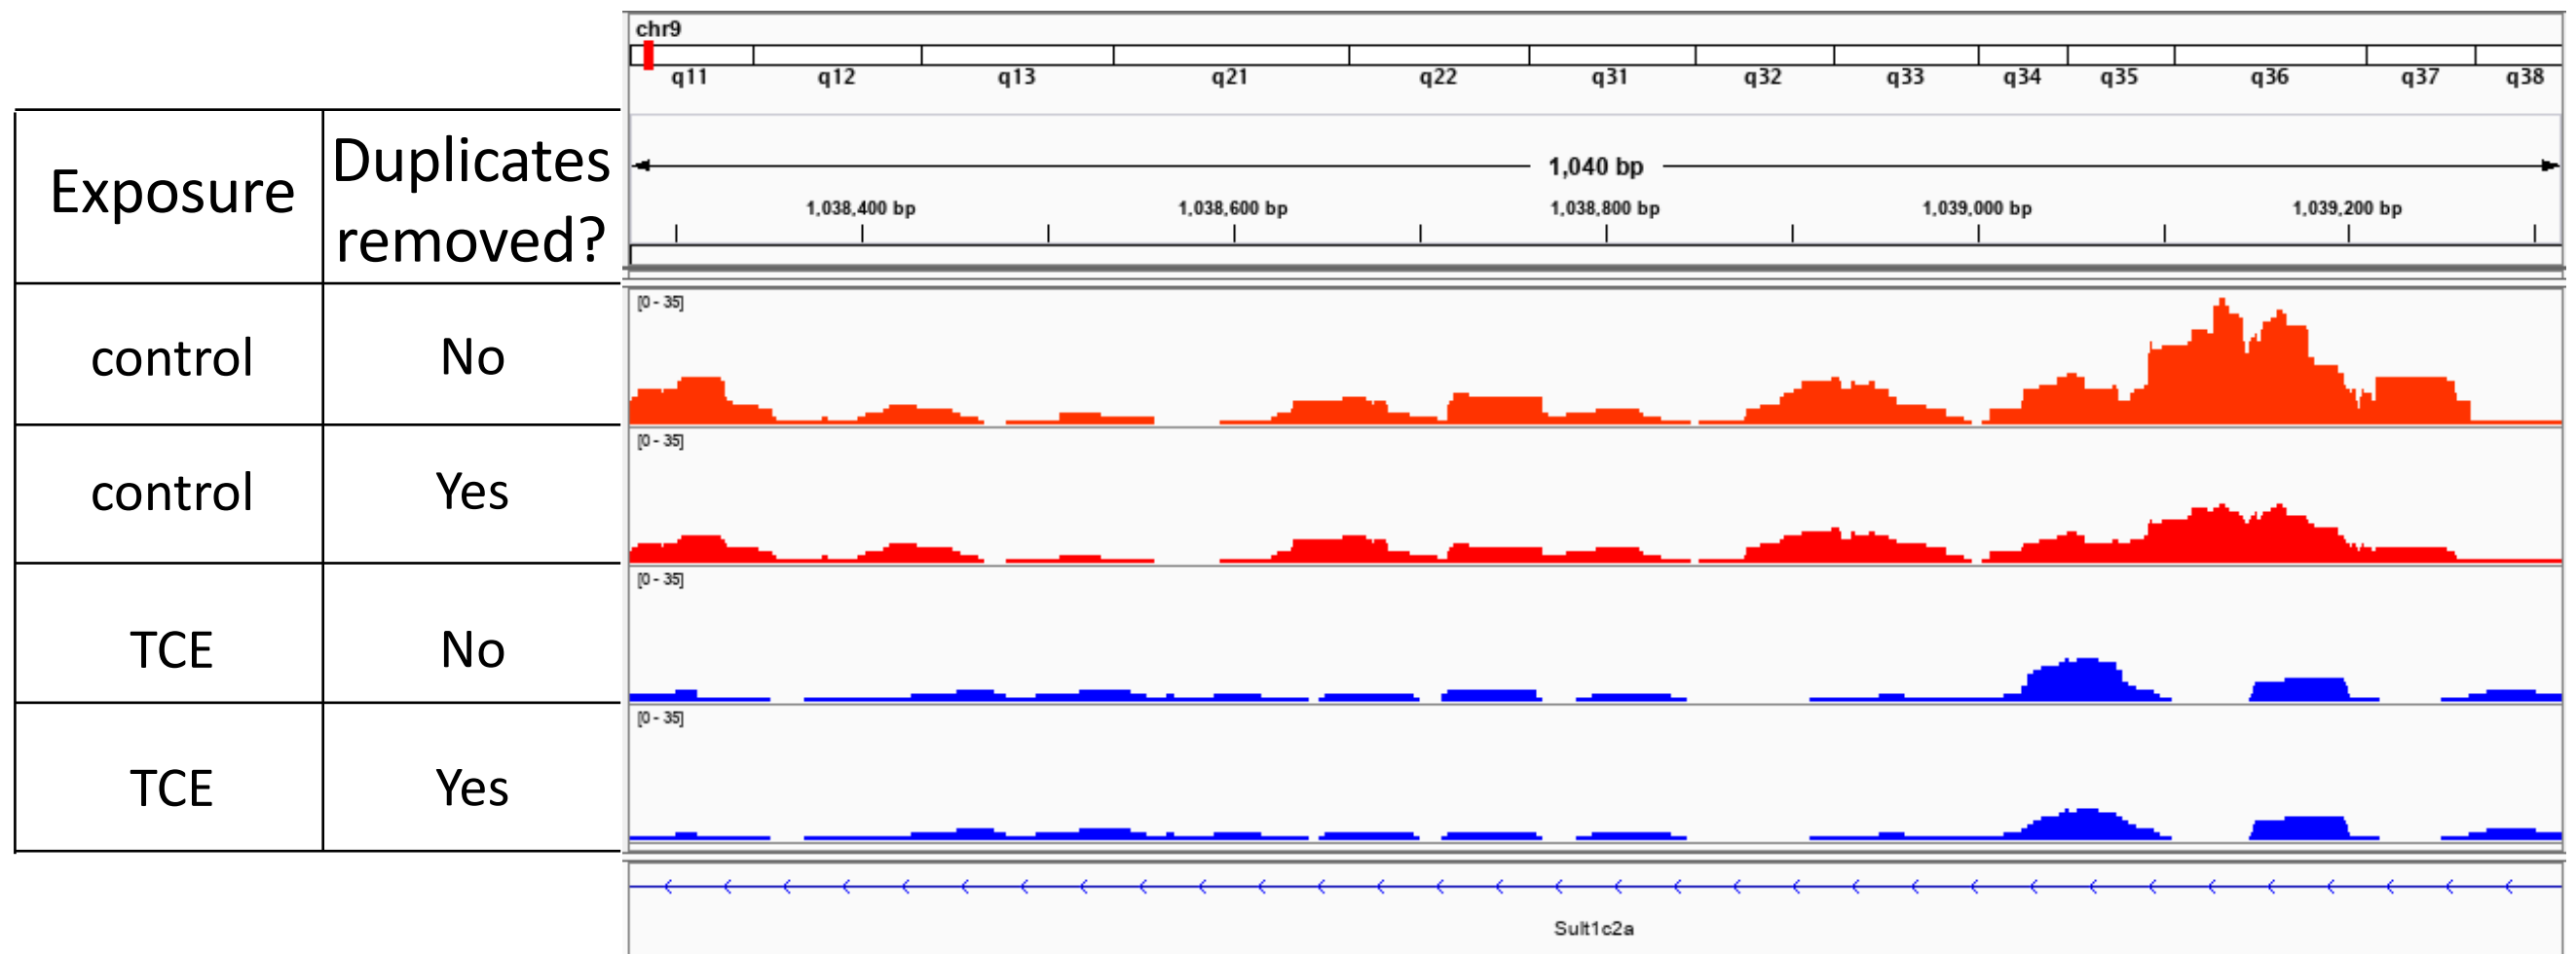 chr9
q11 q12 q13 q21 q22 q31 q32 q33 q34 q35 q36 q37 q38
Exposure
Duplicates
removed?
1,040 bp
1,038,400 bp 1,038,600 bp 1,038,800 bp 1,039,000 bp 1,039,200 bp
control No
[0 - 35]
control Yes
[0 - 35]
TCE No
[0 - 35]
TCE Yes
[0 - 35]
Sult1c2a